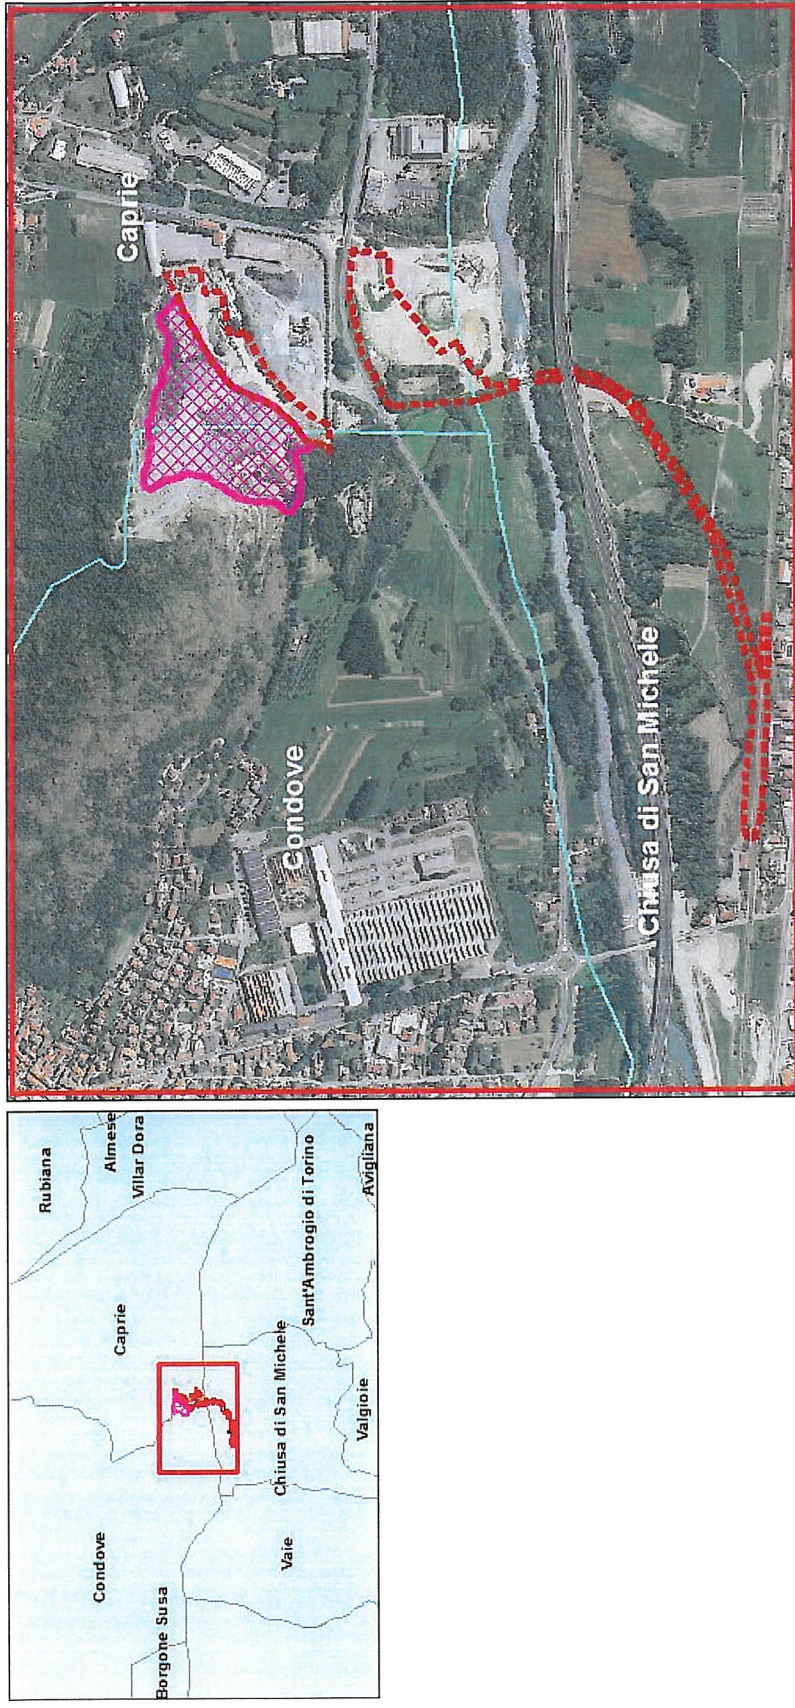 Caprie
Condove
Chiusa di San Michele
Rubiana
Almese
Villar Dora
Caprie
Condove
Borgone Susa
Sant'Ambrogio di Torino
Chiusa di San Michele
Vaie
Avigliana
Valgioie